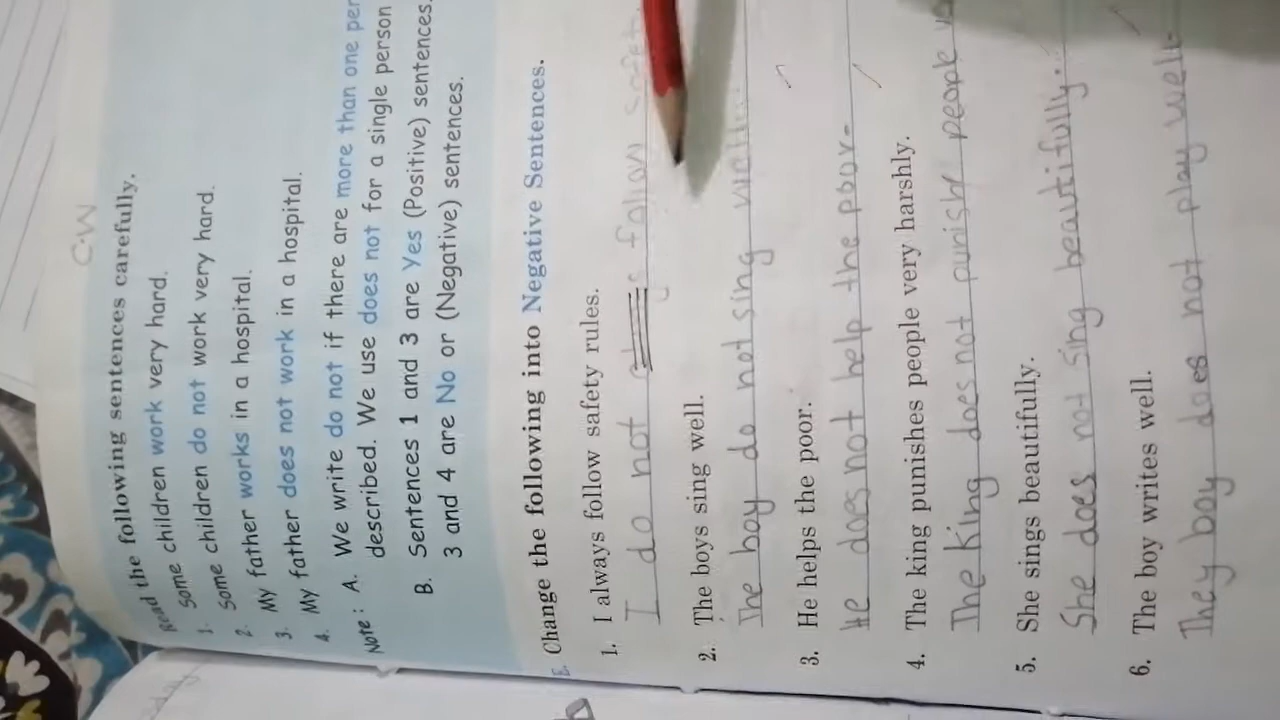 C.W
Read the following sentences carefully.
1. Some children work very hard.
2. Some children do not work very hard.
3. My father works in a hospital.
4. My father does not work in a hospital.
Note : A. We write do not if there are more than one per
described. We use does not for a single person
B. Sentences 1 and 3 are Yes (Positive) sentences.
3 and 4 are No or (Negative) sentences.
E. Change the following into Negative Sentences.
1. I always follow safety rules.
I do not follow
2. The boys sing well.
The boy do not sing
3. He helps the poor.
He does not help the poor.
4. The king punishes people very harshly.
The king does not punish people
5. She sings beautifully.
She does not sing beautifully.
6. The boy writes well.
They boy does not play well